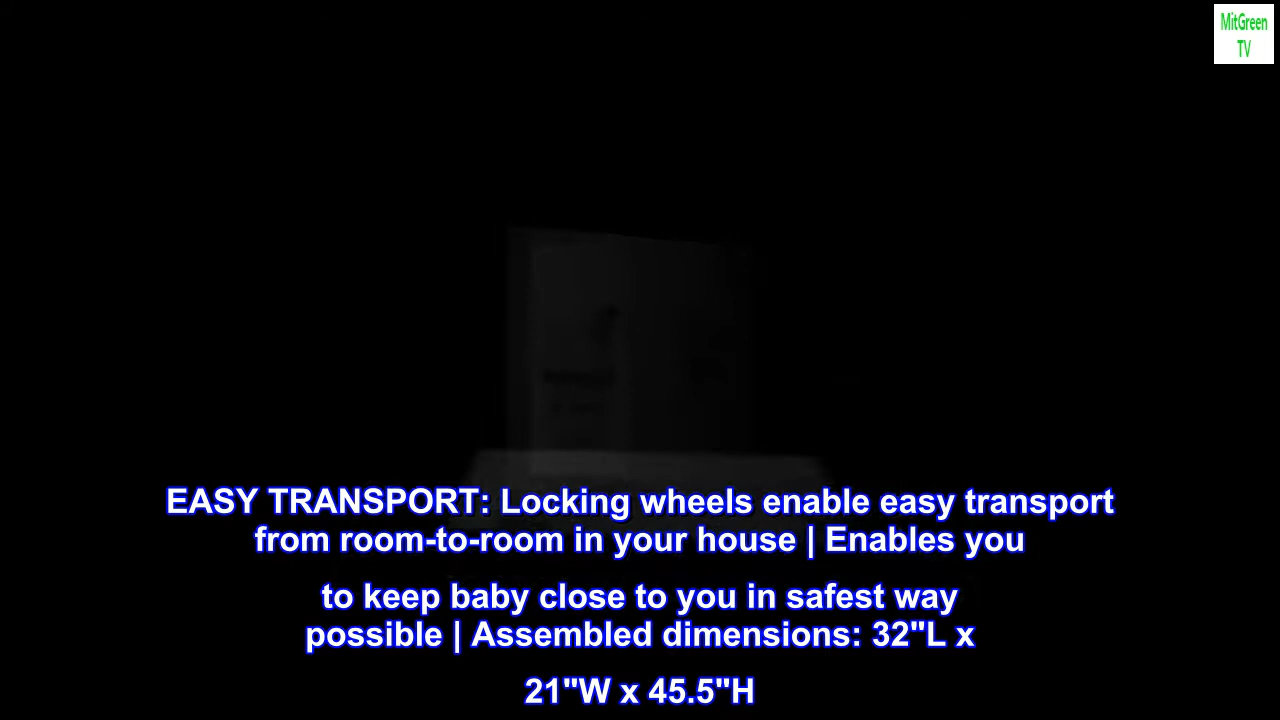 MitGreen
TV
EASY TRANSPORT: Locking wheels enable easy transport
from room-to-room in your house | Enables you
to keep baby close to you in safest way
possible | Assembled dimensions: 32"L x
21"W x 45.5"H